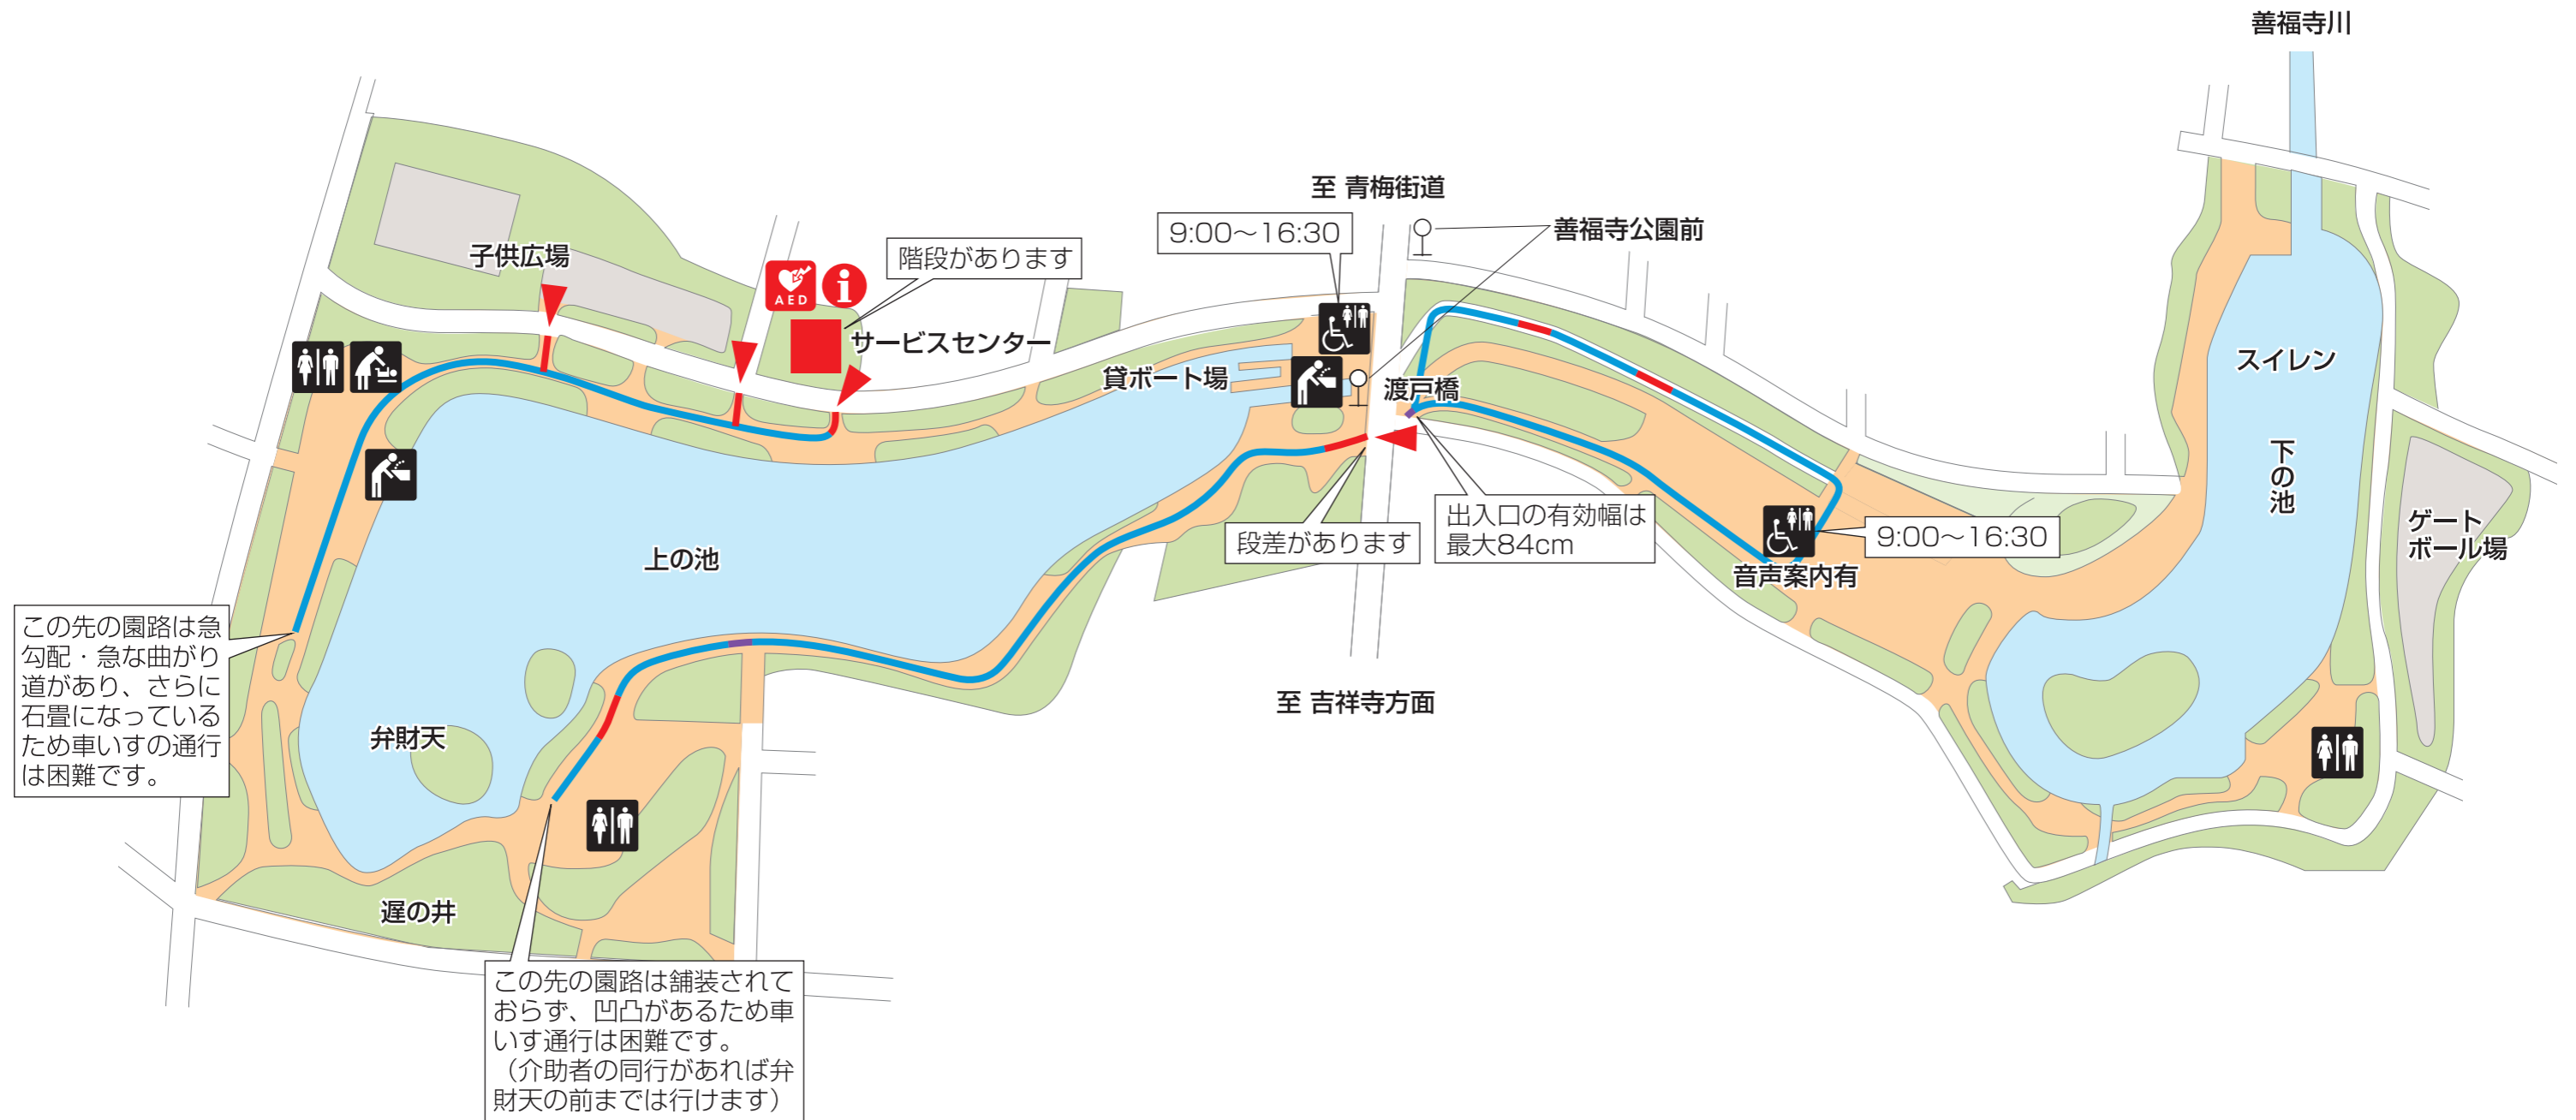 善福寺川
至 青梅街道
9:00～16:30
善福寺公園前
子供広場
階段があります
AED
i
サービスセンター
貸ボート場
渡戸橋
スイレン
下の池
出入口の有効幅は
最大84cm
段差があります
9:00～16:30
音声案内有
ゲート
ボール場
上の池
この先の園路は急
勾配・急な曲がり
道があり、さらに
石畳になっている
ため車いすの通行
は困難です。
至 吉祥寺方面
弁財天
遅の井
この先の園路は舗装されて
おらず、凹凸があるため車
いす通行は困難です。
（介助者の同行があれば弁
財天の前までは行けます）